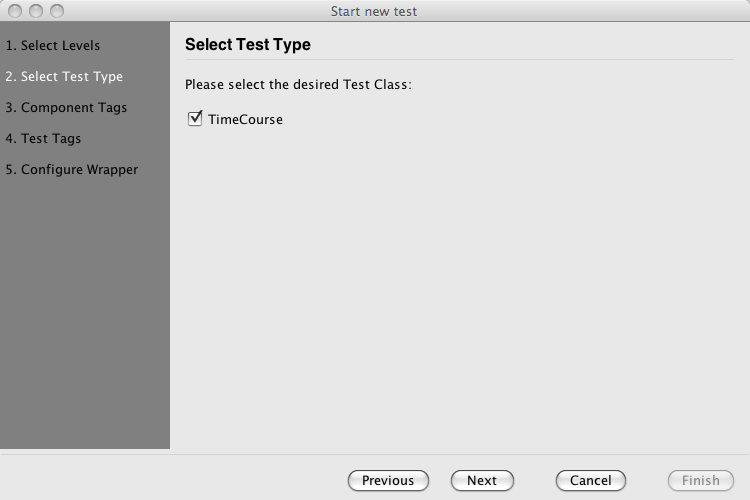 Start new test
1. Select Levels
2. Select Test Type
3. Component Tags
4. Test Tags
5. Configure Wrapper
Select Test Type
Please select the desired Test Class:
TimeCourse
Previous Next Cancel Finish